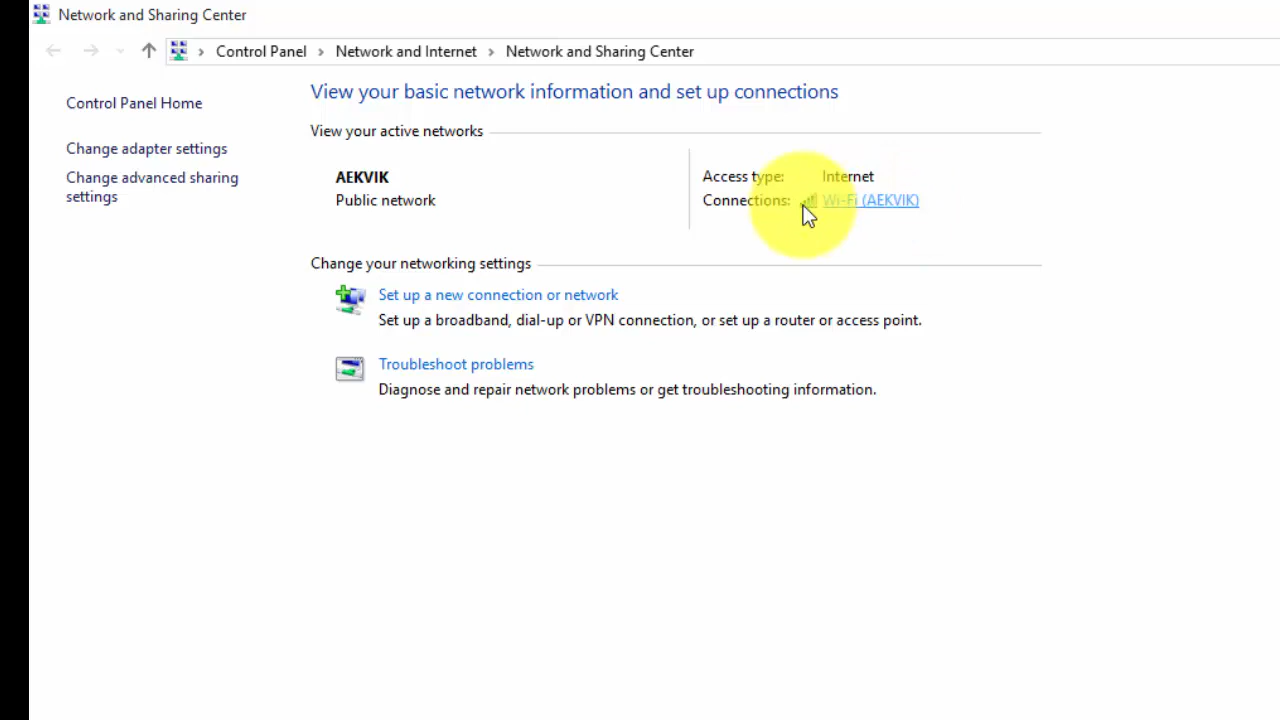 Network and Sharing Center
Control Panel > Network and Internet > Network and Sharing Center
Control Panel Home
Change adapter settings
Change advanced sharing
settings
View your basic network information and set up connections
View your active networks
AEKVIK
Public network
Access type: Internet
Connections: Wi-Fi (AEKVIK)
Change your networking settings
Set up a new connection or network
Set up a broadband, dial-up or VPN connection, or set up a router or access point.
Troubleshoot problems
Diagnose and repair network problems or get troubleshooting information.